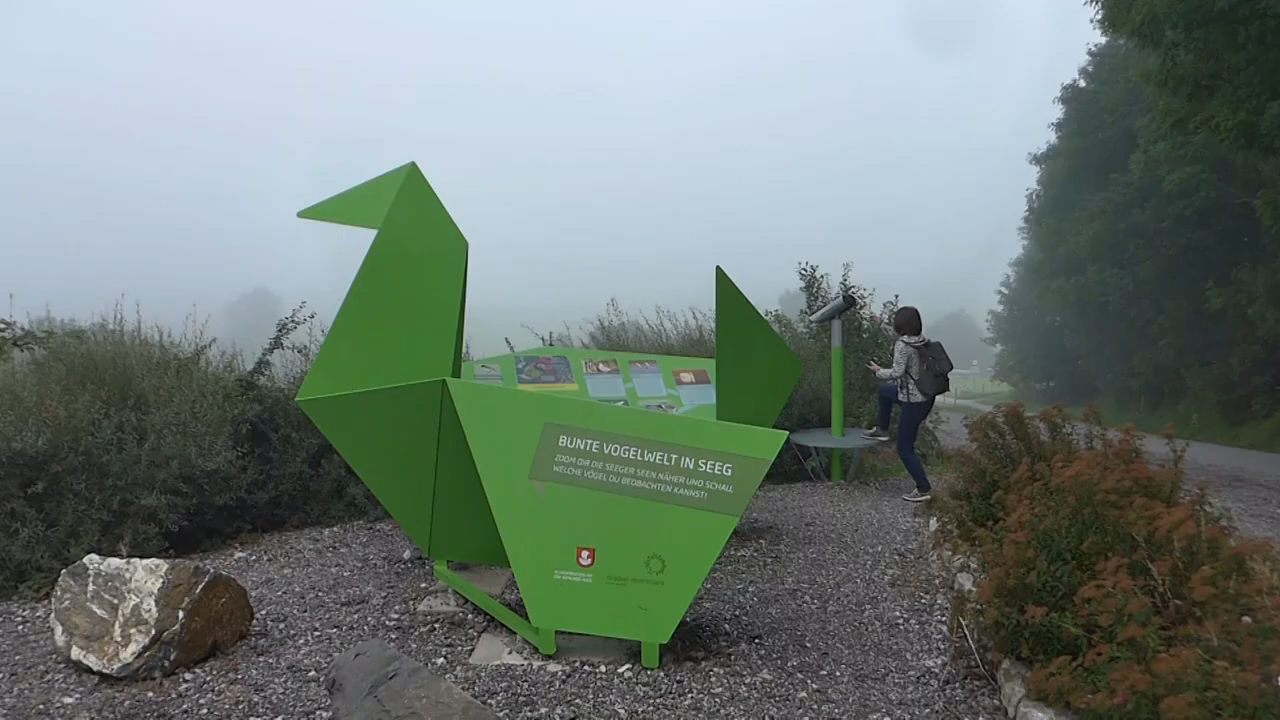 BUNTE VOGELWELT IN SEEG
ZOOM DIR DIE SEEGER SEEN NÄHER UND SCHAU,
WELCHE VÖGEL DU BEOBACHTEN KANNST!